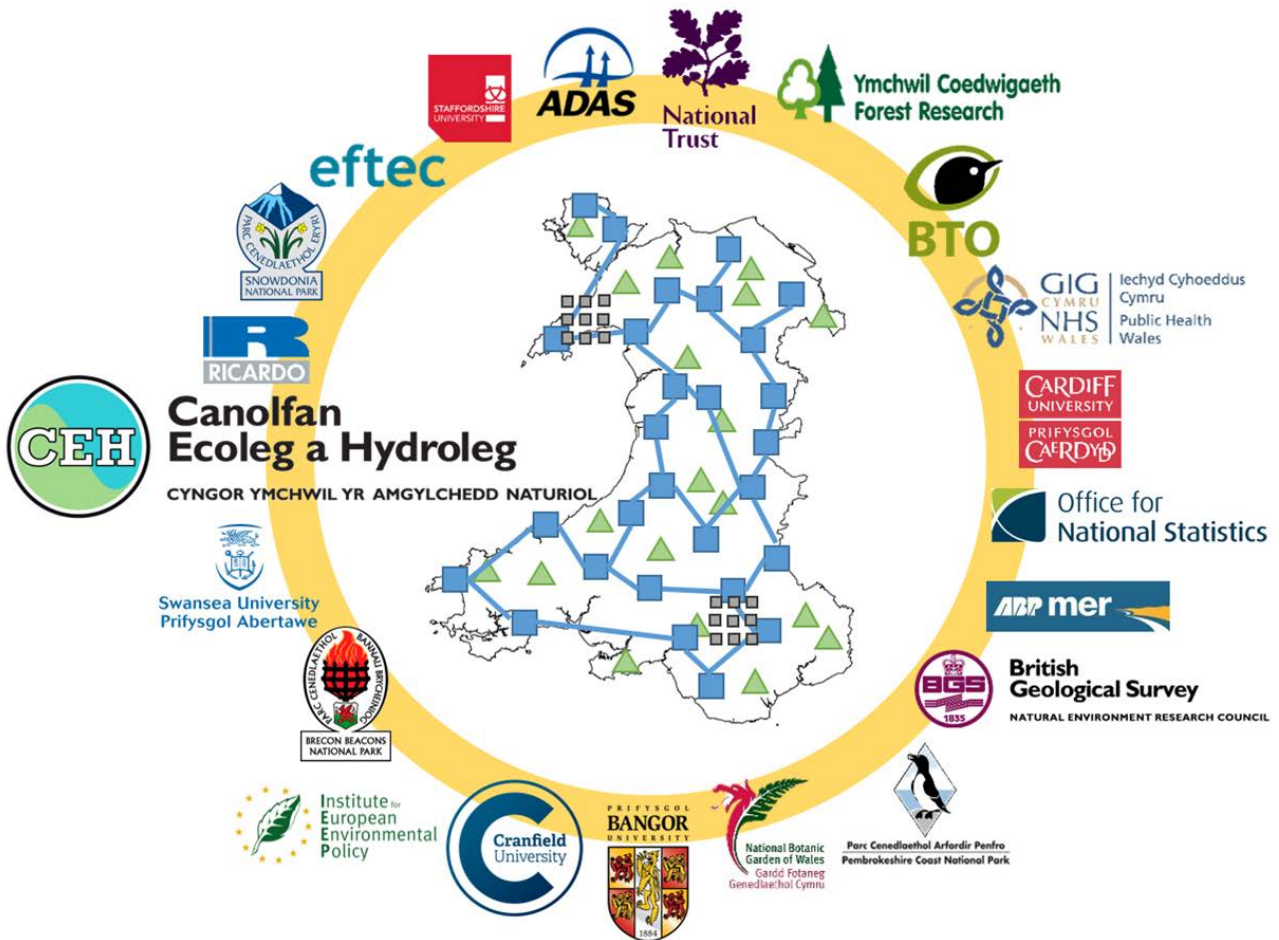 STAFFORDSHIRE
UNIVERSITY
ADAS
National
Trust
Ymchwil Coedwigaeth
Forest Research
eftec
BTO
PARC CENEDLAETHOL ERYRI
SNOWDONIA
NATIONAL PARK
GIG
CYMRU
NHS
WALES
Iechyd Cyhoeddus
Cymru
Public Health
Wales
R
RICARDO
CARDIFF
UNIVERSITY
PRIFYSGOL
CAERDYDD
CEH
Canolfan
Ecoleg a Hydroleg
CYNGOR YMCHWIL YR AMGYLCHEDD NATURIOL
Office for
National Statistics
Swansea University
Prifysgol Abertawe
ABP mer
PARC CENEDLAETHOL
BANNAU BRYCHEINIOG
BRECON BEACONS
NATIONAL PARK
BGS
1835
British
Geological Survey
NATURAL ENVIRONMENT RESEARCH COUNCIL
Institute for
European
Environmental
Policy
Cranfield
University
PRIFYSGOL
BANGOR
UNIVERSITY
1884
National Botanic
Garden of Wales
Gardd Fotaneg
Genedlaethol Cymru
Parc Cenedlaethol Arfordir Penfro
Pembrokeshire Coast National Park